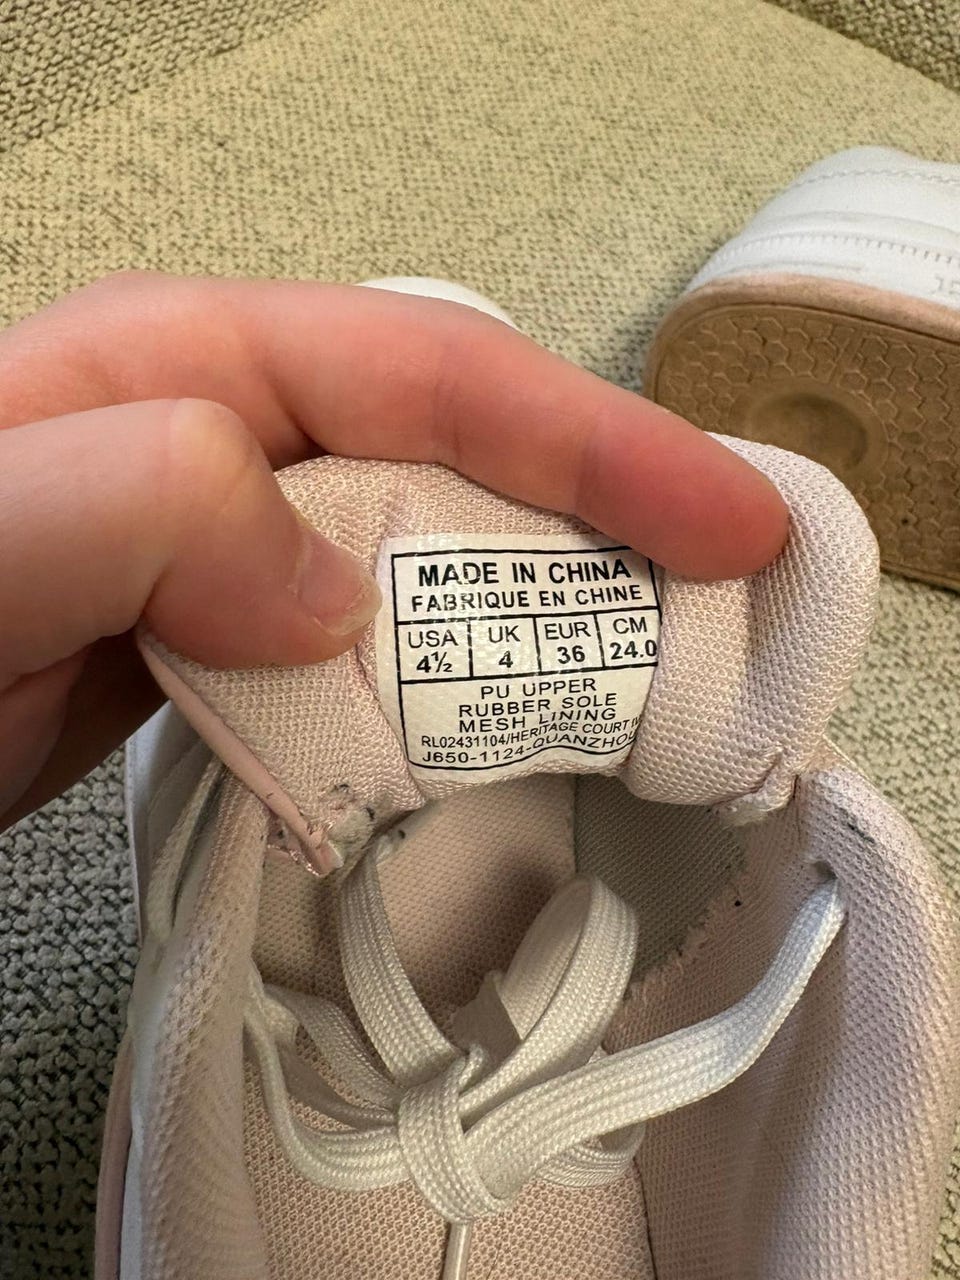 MADE IN CHINA
FABRIQUE EN CHINE
USA UK EUR CM
4½ 4 36 24.0
PU UPPER
RUBBER SOLE
MESH LINING
RL02431104/HERITAGE COURT
J650-1124-QUANZHOU